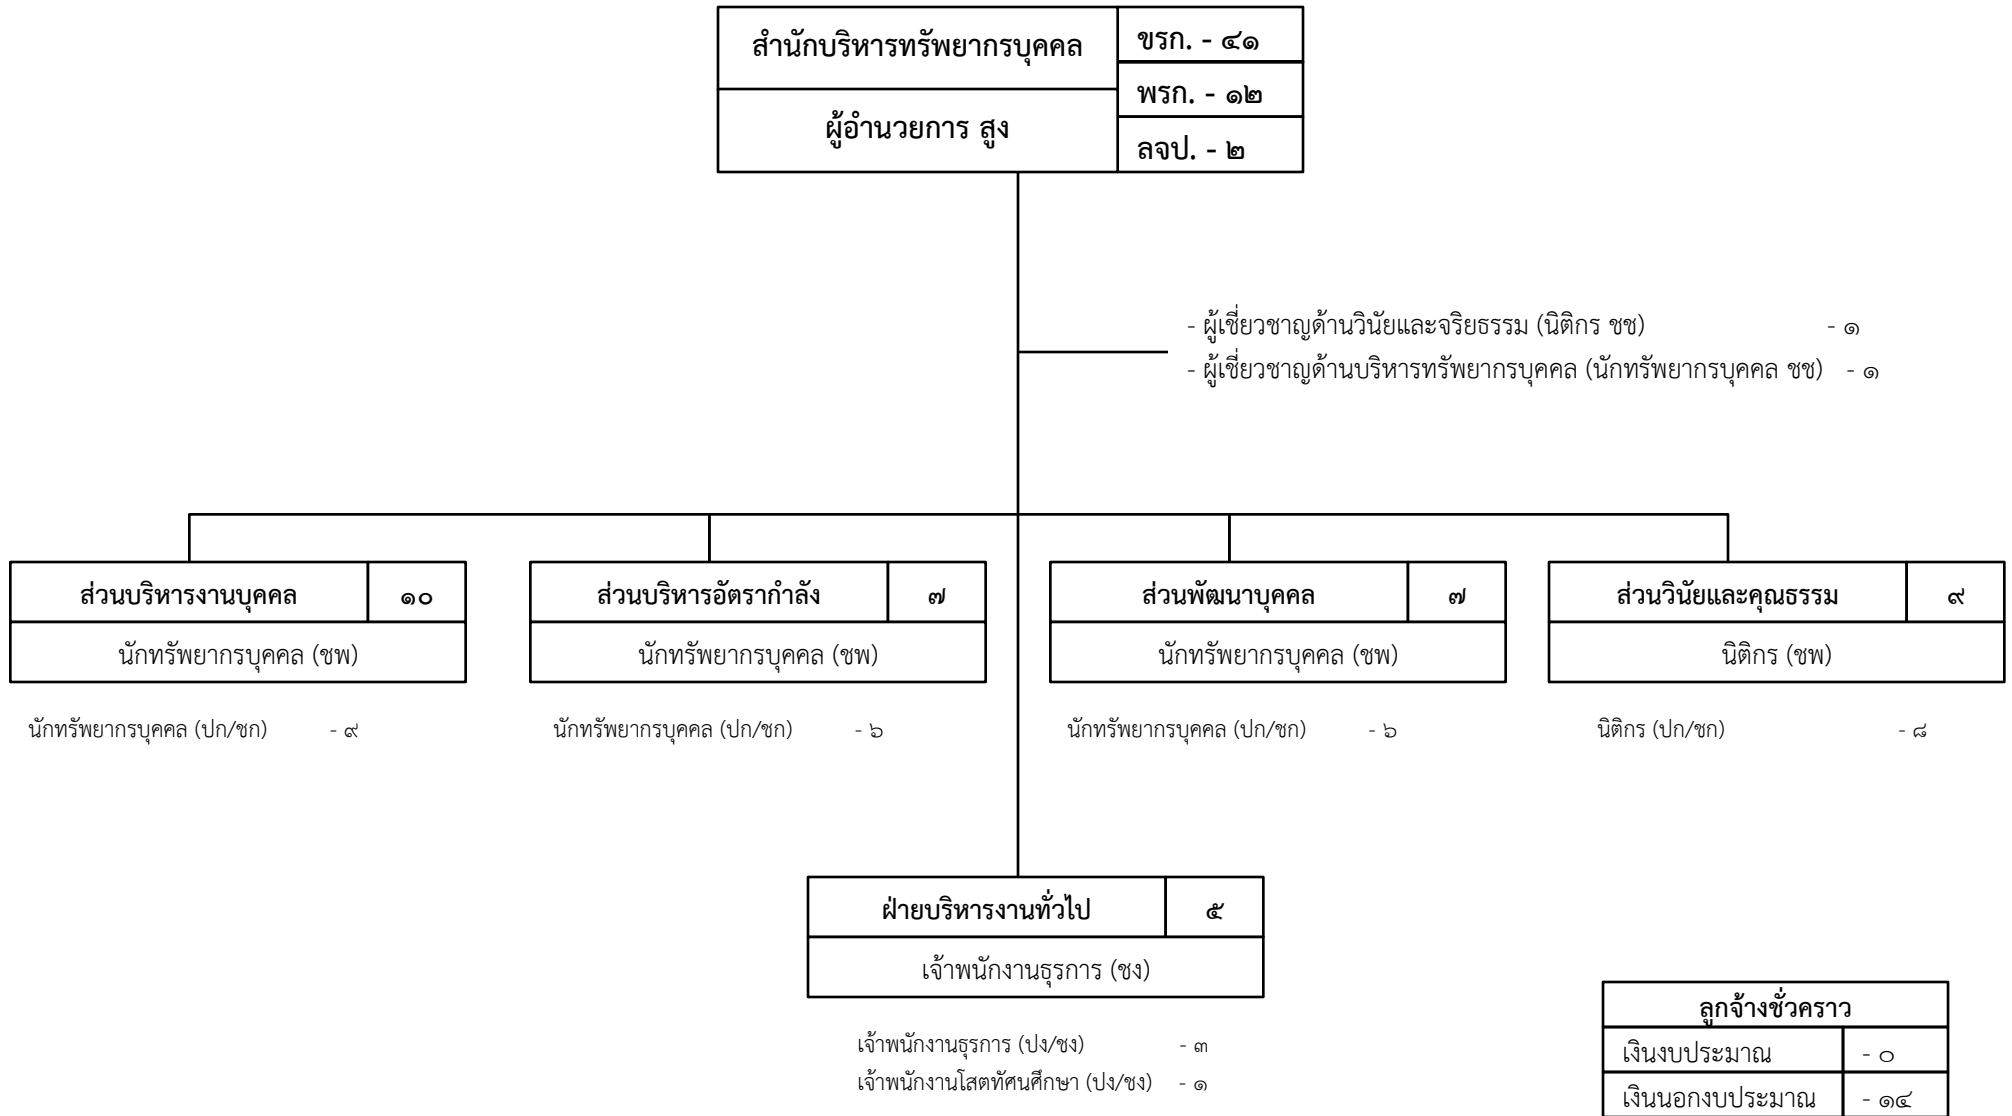 สำนักบริหารทรัพยากรบุคคล
ผู้อำนวยการ สูง
ขรก. - ๔๑
พรก. - ๑๒
ลจป. - ๒
- ผู้เชี่ยวชาญด้านวินัยและจริยธรรม (นิติกร ชช) - ๑
- ผู้เชี่ยวชาญด้านบริหารทรัพยากรบุคคล (นักทรัพยากรบุคคล ชช) - ๑
ส่วนบริหารงานบุคคล ๑๐
นักทรัพยากรบุคคล (ชพ)
นักทรัพยากรบุคคล (ปก/ชก) - ๙
ส่วนบริหารอัตรากำลัง ๗
นักทรัพยากรบุคคล (ชพ)
นักทรัพยากรบุคคล (ปก/ชก) - ๖
ส่วนพัฒนาบุคคล ๗
นักทรัพยากรบุคคล (ชพ)
นักทรัพยากรบุคคล (ปก/ชก) - ๖
ส่วนวินัยและคุณธรรม ๙
นิติกร (ชพ)
นิติกร (ปก/ชก) - ๘
ฝ่ายบริหารงานทั่วไป ๕
เจ้าพนักงานธุรการ (ชง)
เจ้าพนักงานธุรการ (ปง/ชง) - ๓
เจ้าพนักงานโสตทัศนศึกษา (ปง/ชง) - ๑
ลูกจ้างชั่วคราว
เงินงบประมาณ - ๐
เงินนอกงบประมาณ - ๑๔